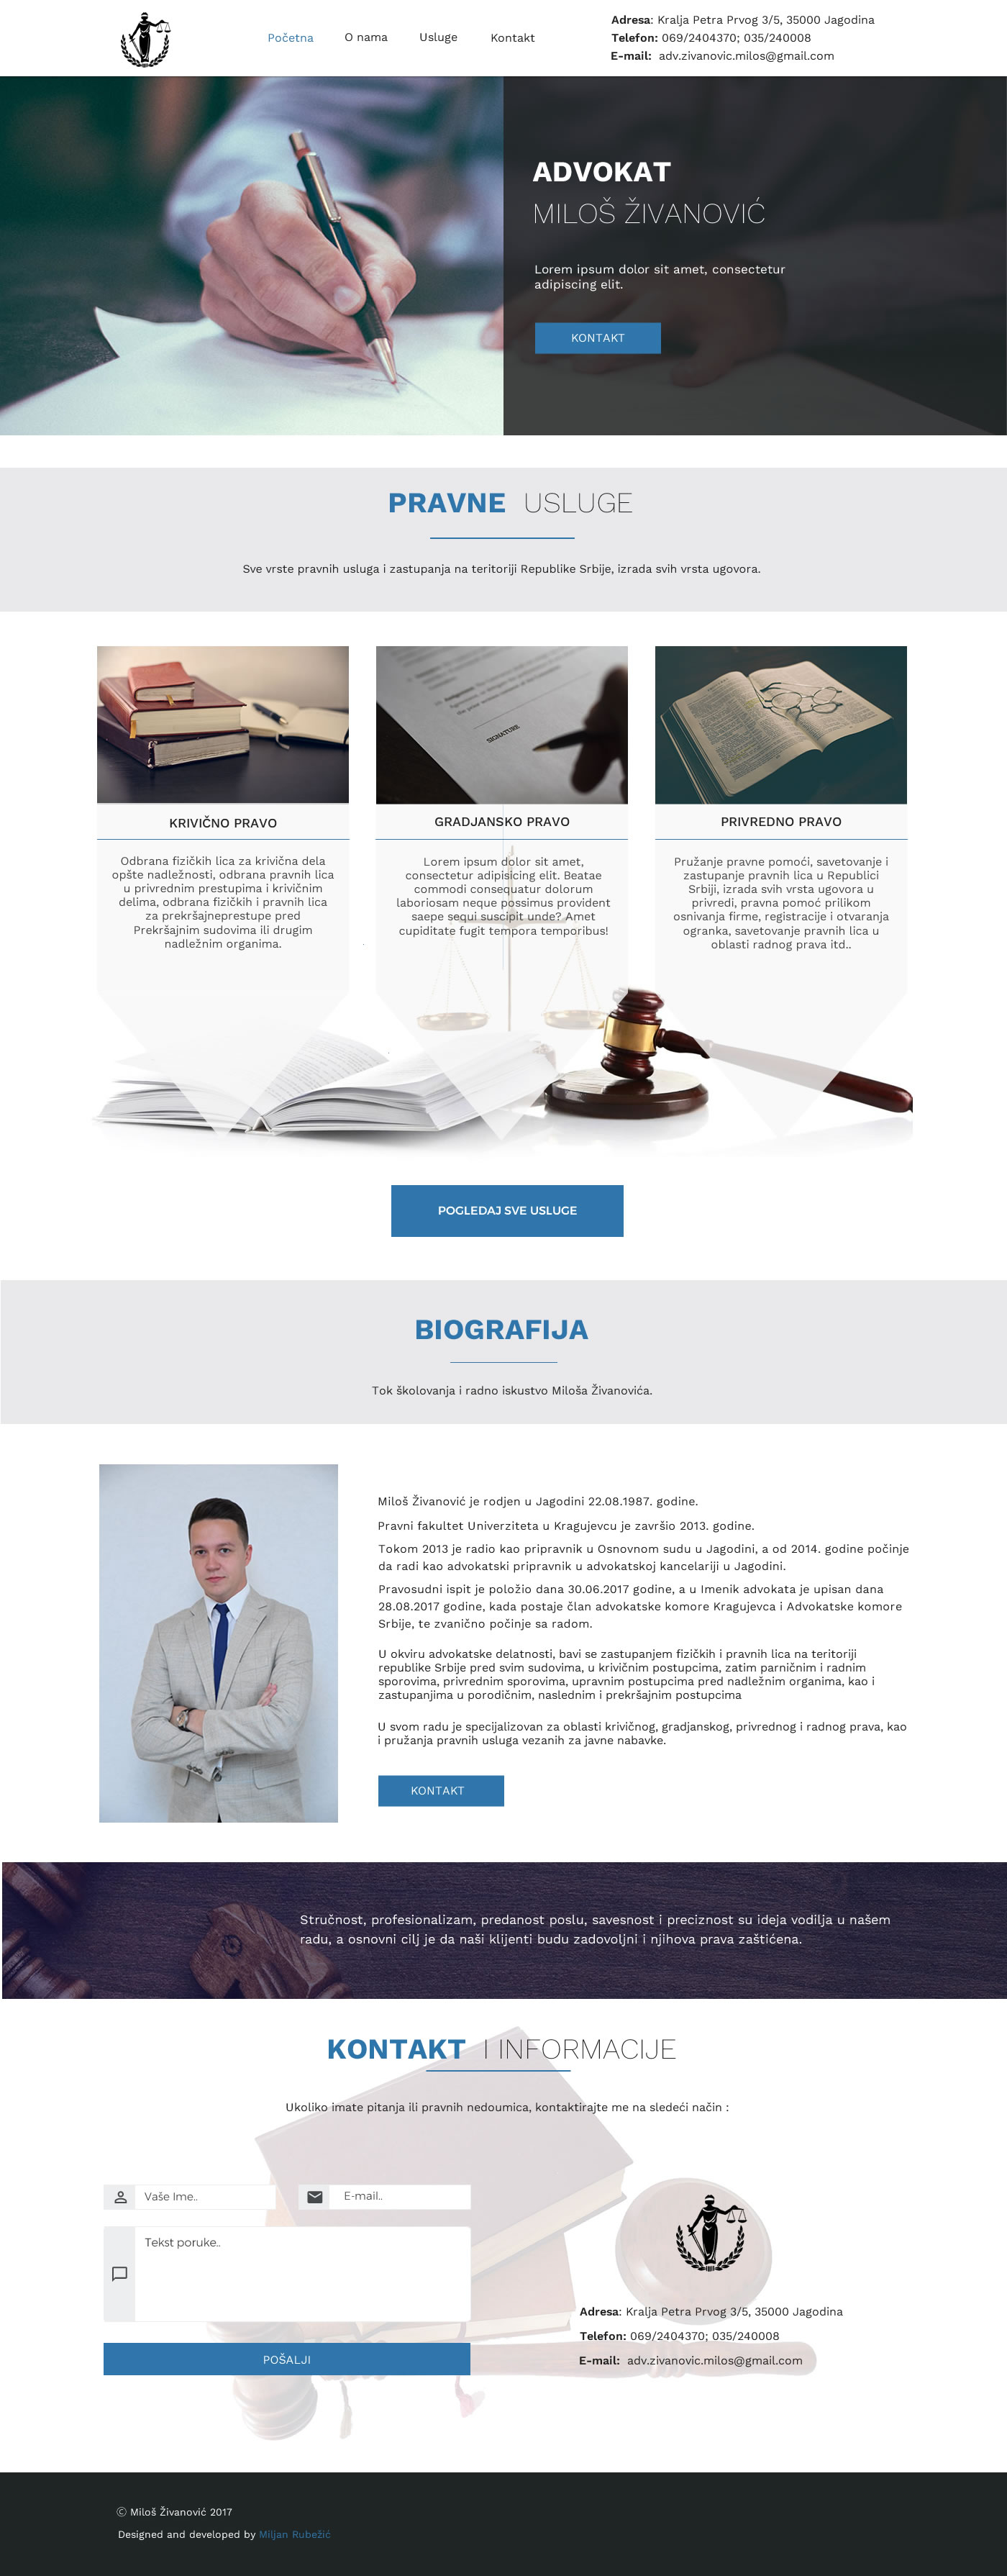 Početna O nama Usluge Kontakt
Adresa: Kralja Petra Prvog 3/5, 35000 Jagodina
Telefon: 069/2404370; 035/240008
E-mail: adv.zivanovic.milos@gmail.com
ADVOKAT
MILOŠ ŽIVANOVIĆ
Lorem ipsum dolor sit amet, consectetur
adipiscing elit.
KONTAKT
PRAVNE USLUGE
Sve vrste pravnih usluga i zastupanja na teritoriji Republike Srbije, izrada svih vrsta ugovora.
SIGNATURE
KRIVIČNO PRAVO
Odbrana fizičkih lica za krivična dela
opšte nadležnosti, odbrana pravnih lica
u privrednim prestupima i krivičnim
delima, odbrana fizičkih i pravnih lica
za prekršajneprestupe pred
Prekršajnim sudovima ili drugim
nadležnim organima.
GRADJANSKO PRAVO
Lorem ipsum dolor sit amet,
consectetur adipisicing elit. Beatae
commodi consequatur dolorum
laboriosam neque possimus provident
saepe sequi suscipit unde? Amet
cupiditate fugit tempora temporibus!
PRIVREDNO PRAVO
Pružanje pravne pomoći, savetovanje i
zastupanje pravnih lica u Republici
Srbiji, izrada svih vrsta ugovora u
privredi, pravna pomoć prilikom
osnivanja firme, registracije i otvaranja
ogranka, savetovanje pravnih lica u
oblasti radnog prava itd..
POGLEDAJ SVE USLUGE
BIOGRAFIJA
Tok školovanja i radno iskustvo Miloša Živanovića.
Miloš Živanović je rodjen u Jagodini 22.08.1987. godine.
Pravni fakultet Univerziteta u Kragujevcu je završio 2013. godine.
Tokom 2013 je radio kao pripravnik u Osnovnom sudu u Jagodini, a od 2014. godine počinje
da radi kao advokatski pripravnik u advokatskoj kancelariji u Jagodini.
Pravosudni ispit je položio dana 30.06.2017 godine, a u Imenik advokata je upisan dana
28.08.2017 godine, kada postaje član advokatske komore Kragujevca i Advokatske komore
Srbije, te zvanično počinje sa radom.
U okviru advokatske delatnosti, bavi se zastupanjem fizičkih i pravnih lica na teritoriji
republike Srbije pred svim sudovima, u krivičnim postupcima, zatim parničnim i radnim
sporovima, privrednim sporovima, upravnim postupcima pred nadležnim organima, kao i
zastupanjima u porodičnim, naslednim i prekršajnim postupcima
U svom radu je specijalizovan za oblasti krivičnog, gradjanskog, privrednog i radnog prava, kao
i pružanja pravnih usluga vezanih za javne nabavke.
KONTAKT
Stručnost, profesionalizam, predanost poslu, savesnost i preciznost su ideja vodilja u našem
radu, a osnovni cilj je da naši klijenti budu zadovoljni i njihova prava zaštićena.
KONTAKT I INFORMACIJE
Ukoliko imate pitanja ili pravnih nedoumica, kontaktirajte me na sledeći način :
Vaše Ime..
E-mail..
Tekst poruke..
POŠALJI
Adresa: Kralja Petra Prvog 3/5, 35000 Jagodina
Telefon: 069/2404370; 035/240008
E-mail: adv.zivanovic.milos@gmail.com
© Miloš Živanović 2017
Designed and developed by Miljan Rubežić